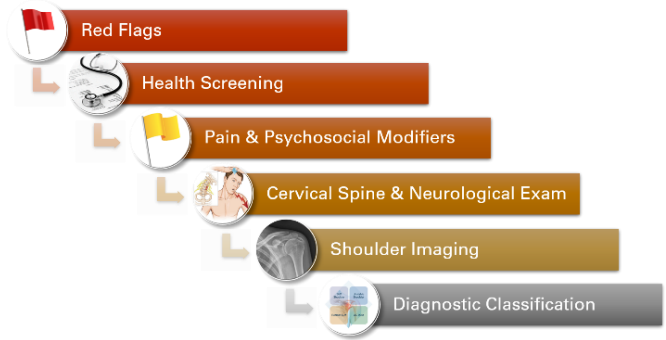 Red Flags
Health Screening
Pain & Psychosocial Modifiers
Cervical Spine & Neurological Exam
Shoulder Imaging
Diagnostic Classification